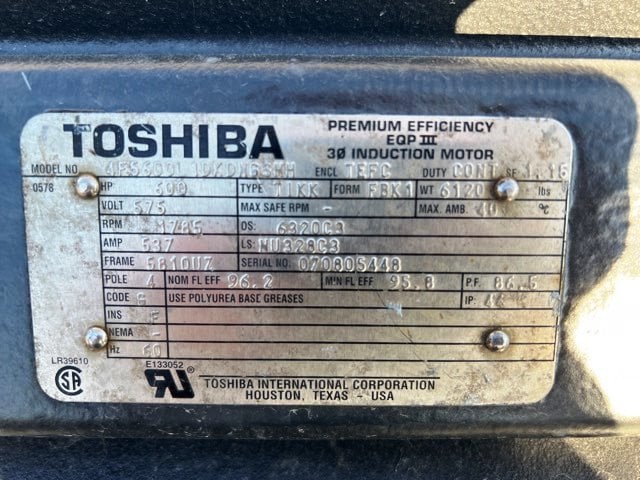 TOSHIBA
PREMIUM EFFICIENCY
EQP III
3Ø INDUCTION MOTOR
MODEL NO ENCL TEFC DUTY CONT SF 1.15
0578 HP 600 TYPE TIKK FORM FBK1 WT 6120 lbs
VOLT 575 MAX SAFE RPM - MAX. AMB. 40 °C
RPM 1785 OS: 6320C3
AMP 537 LS: NU328C3
FRAME 5810UZ SERIAL NO. 070805448
POLE 4 NOM FL EFF 96.2 MIN FL EFF 95.8 P.F. 86.5
CODE USE POLYUREA BASE GREASES IP:
INS F
NEMA -
Hz 60
LR39610 E133052
SA RU
TOSHIBA INTERNATIONAL CORPORATION
HOUSTON, TEXAS - USA